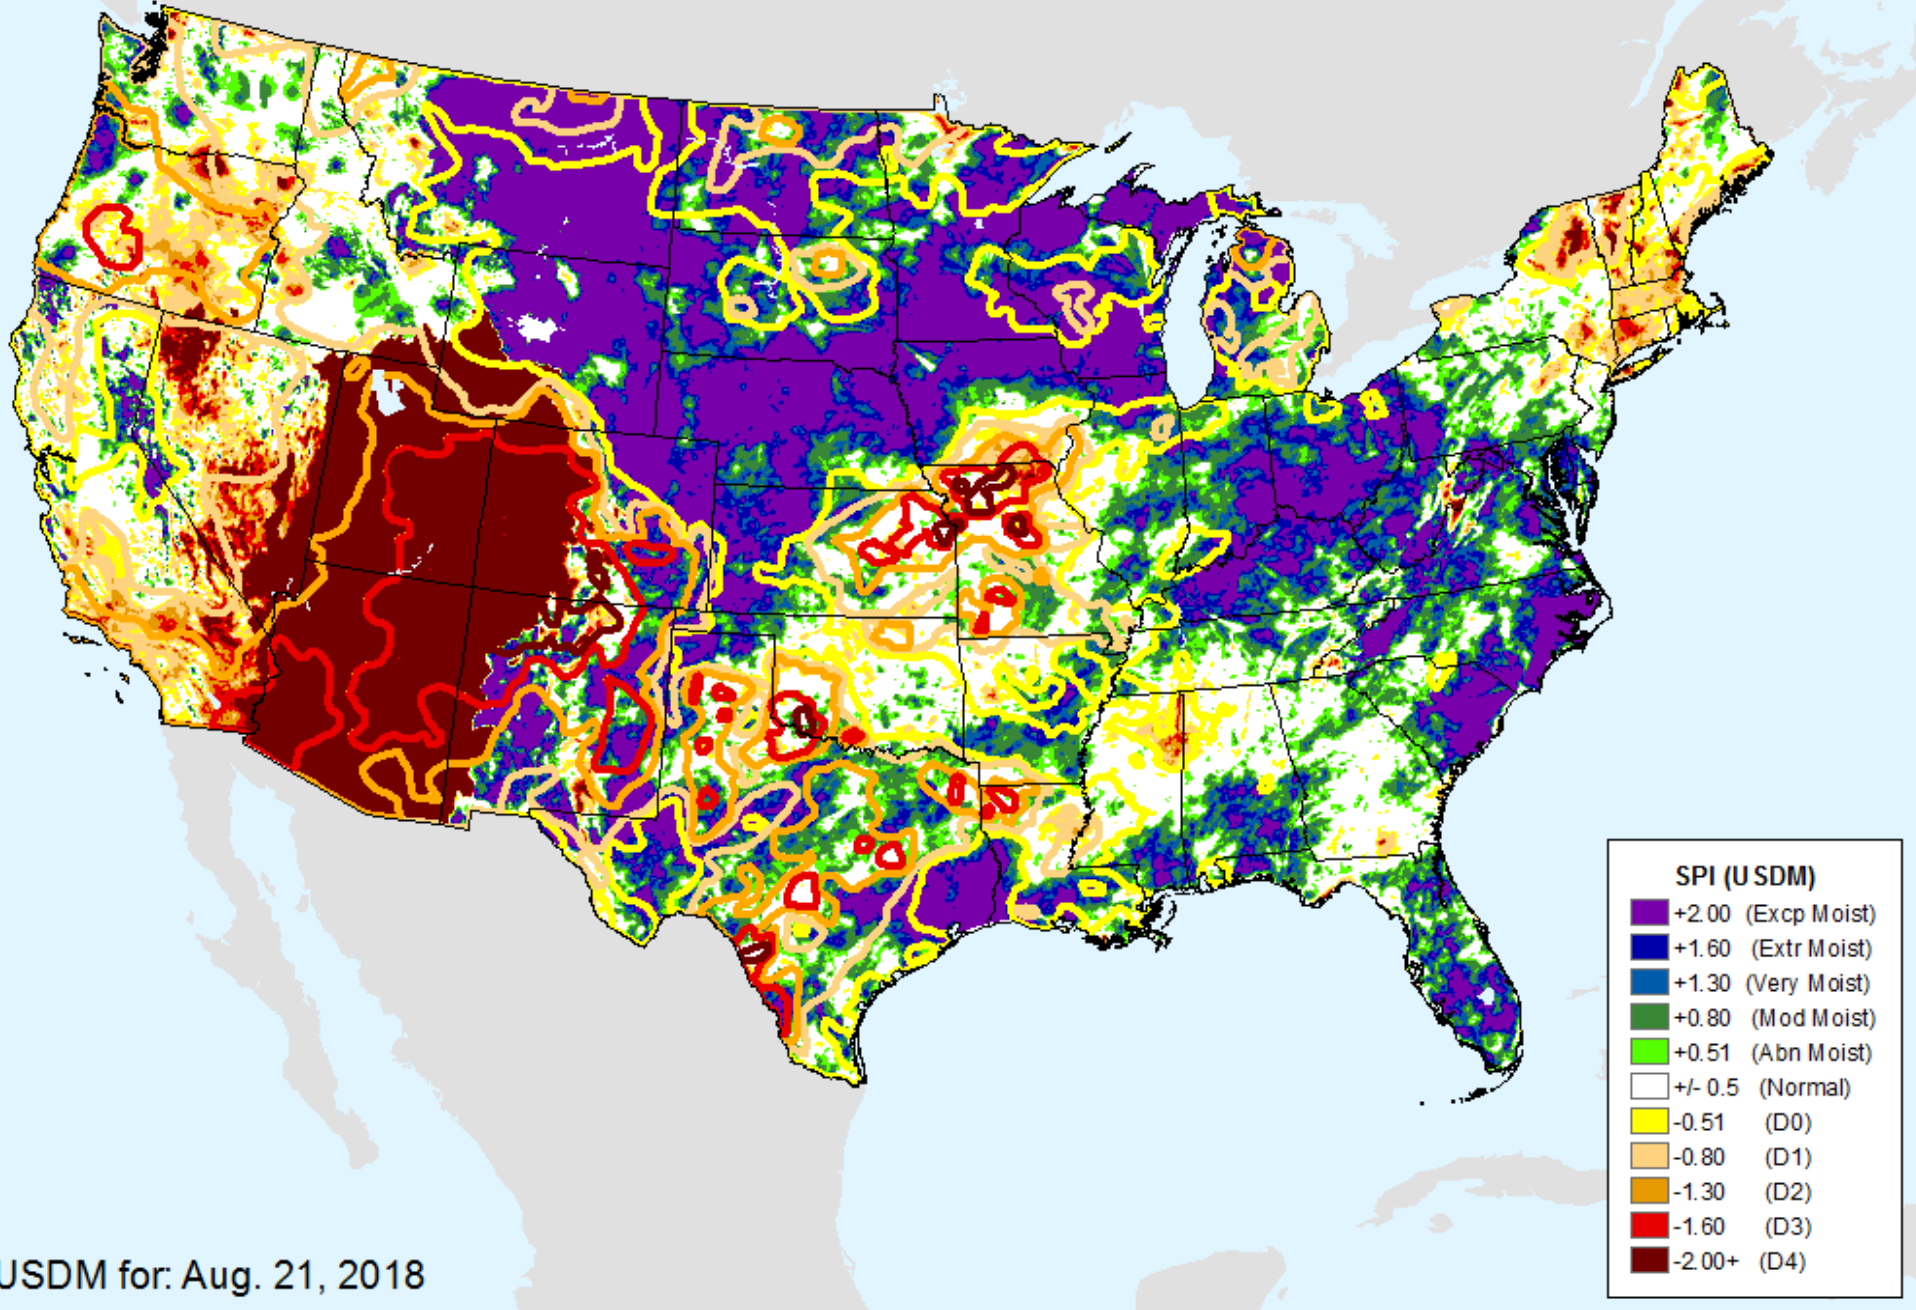 SPI (USDM)
+2.00 (Excp Moist)
+1.60 (Extr Moist)
+1.30 (Very Moist)
+0.80 (Mod Moist)
+0.51 (Abn Moist)
+/- 0.5 (Normal)
-0.51 (D0)
-0.80 (D1)
-1.30 (D2)
-1.60 (D3)
-2.00+ (D4)
USDM for: Aug. 21, 2018